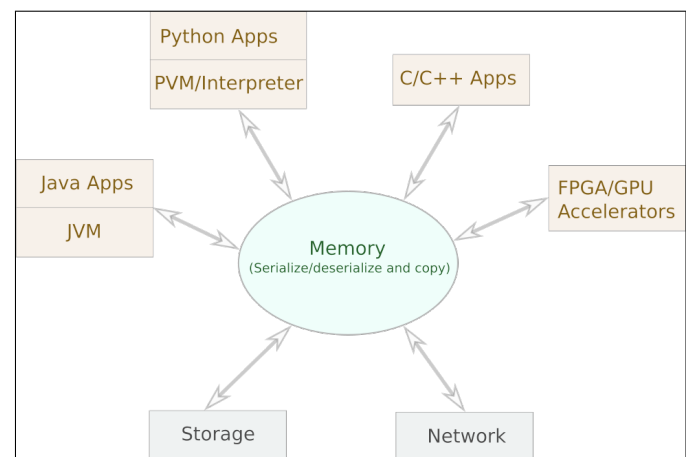 Python Apps
PVM/Interpreter
C/C++ Apps
Java Apps
JVM
FPGA/GPU
Accelerators
Memory
(Serialize/deserialize and copy)
Storage
Network